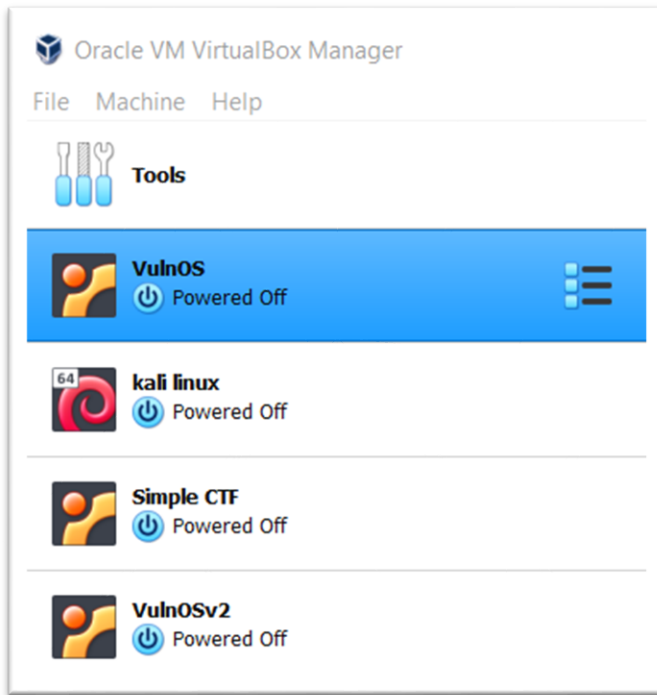 Oracle VM VirtualBox Manager
File Machine Help
Tools
VulnOS
Powered Off
64
kali linux
Powered Off
Simple CTF
Powered Off
VulnOSv2
Powered Off